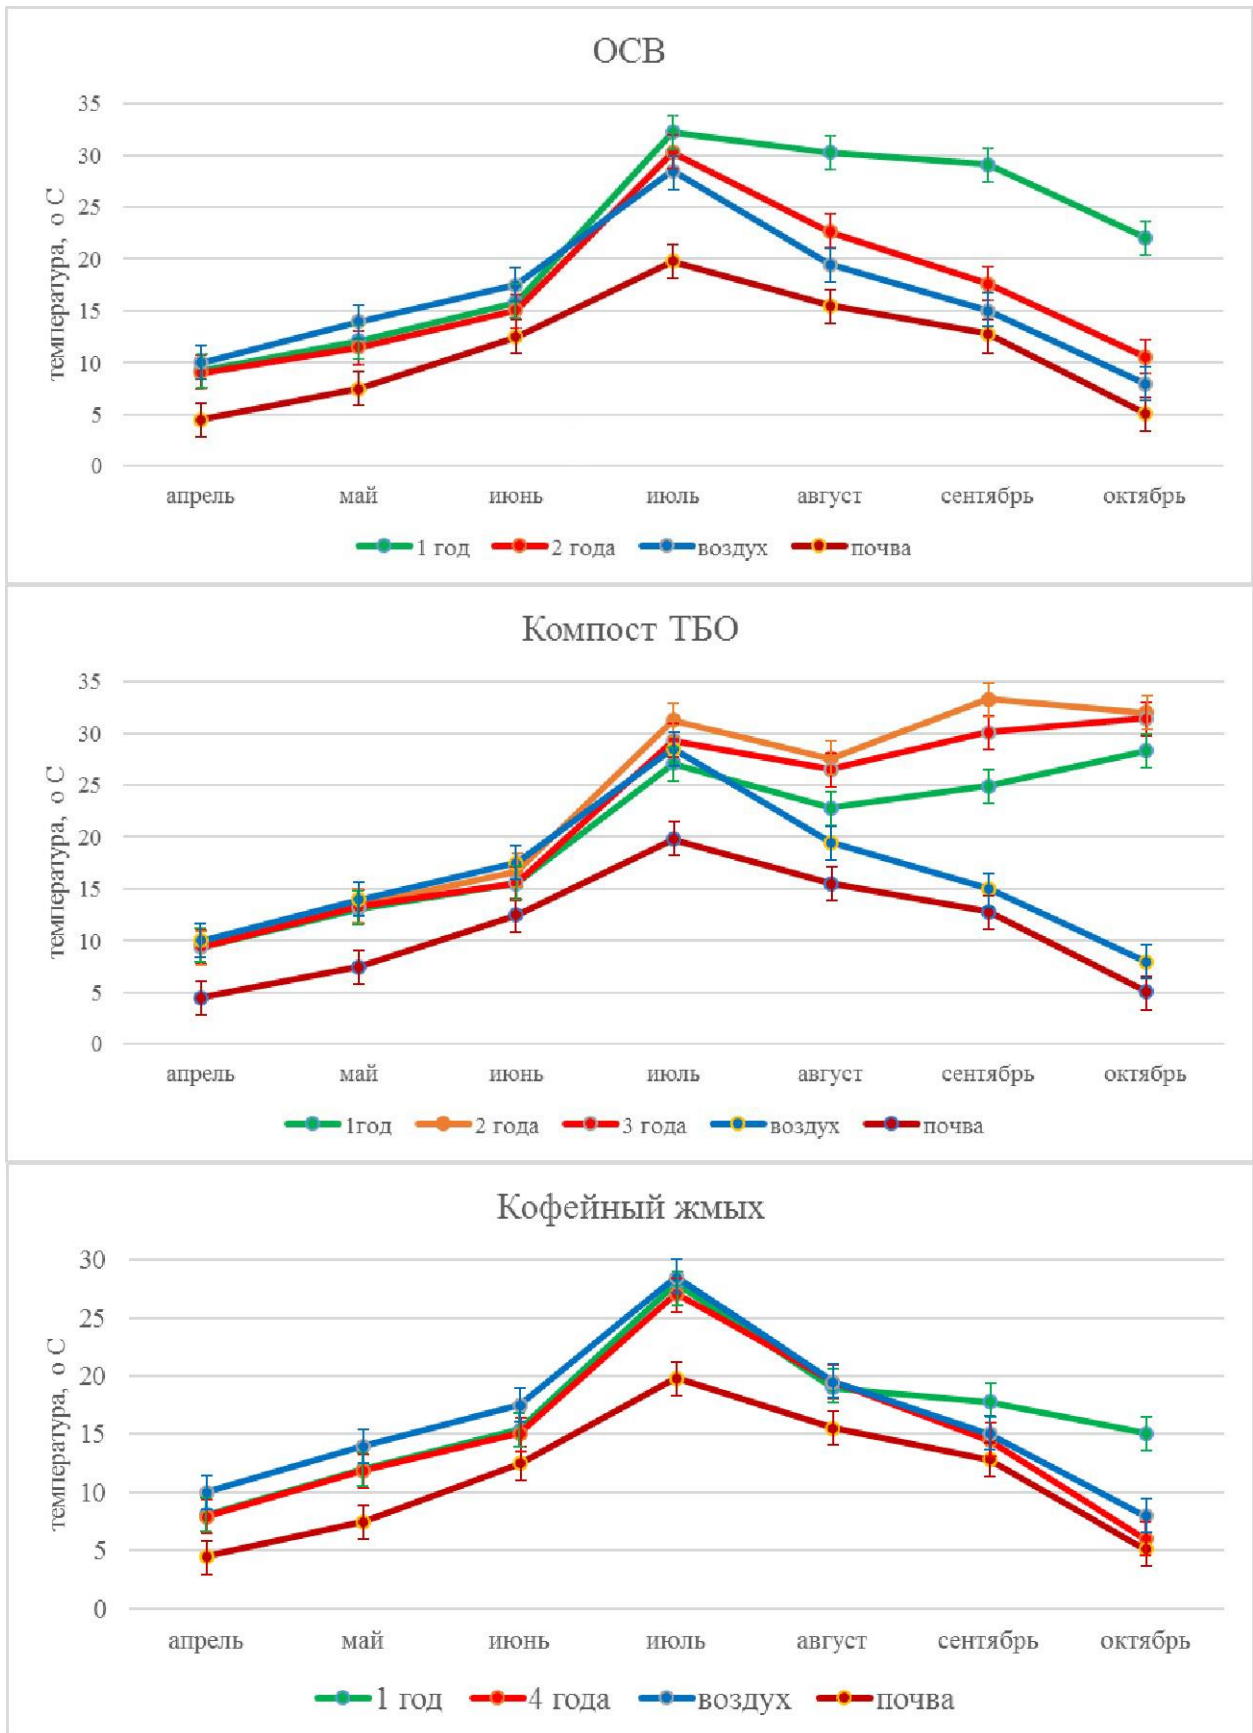 ОСВ
35
30
25
20
15
10
5
0
температура, о С
апрель май июнь июль август сентябрь октябрь
1 год 2 года воздух почва
Компост ТБО
35
30
25
20
15
10
5
0
температура, о С
апрель май июнь июль август сентябрь октябрь
1год 2 года 3 года воздух почва
Кофейный жмых
30
25
20
15
10
5
0
температура, о С
апрель май июнь июль август сентябрь октябрь
1 год 4 года воздух почва